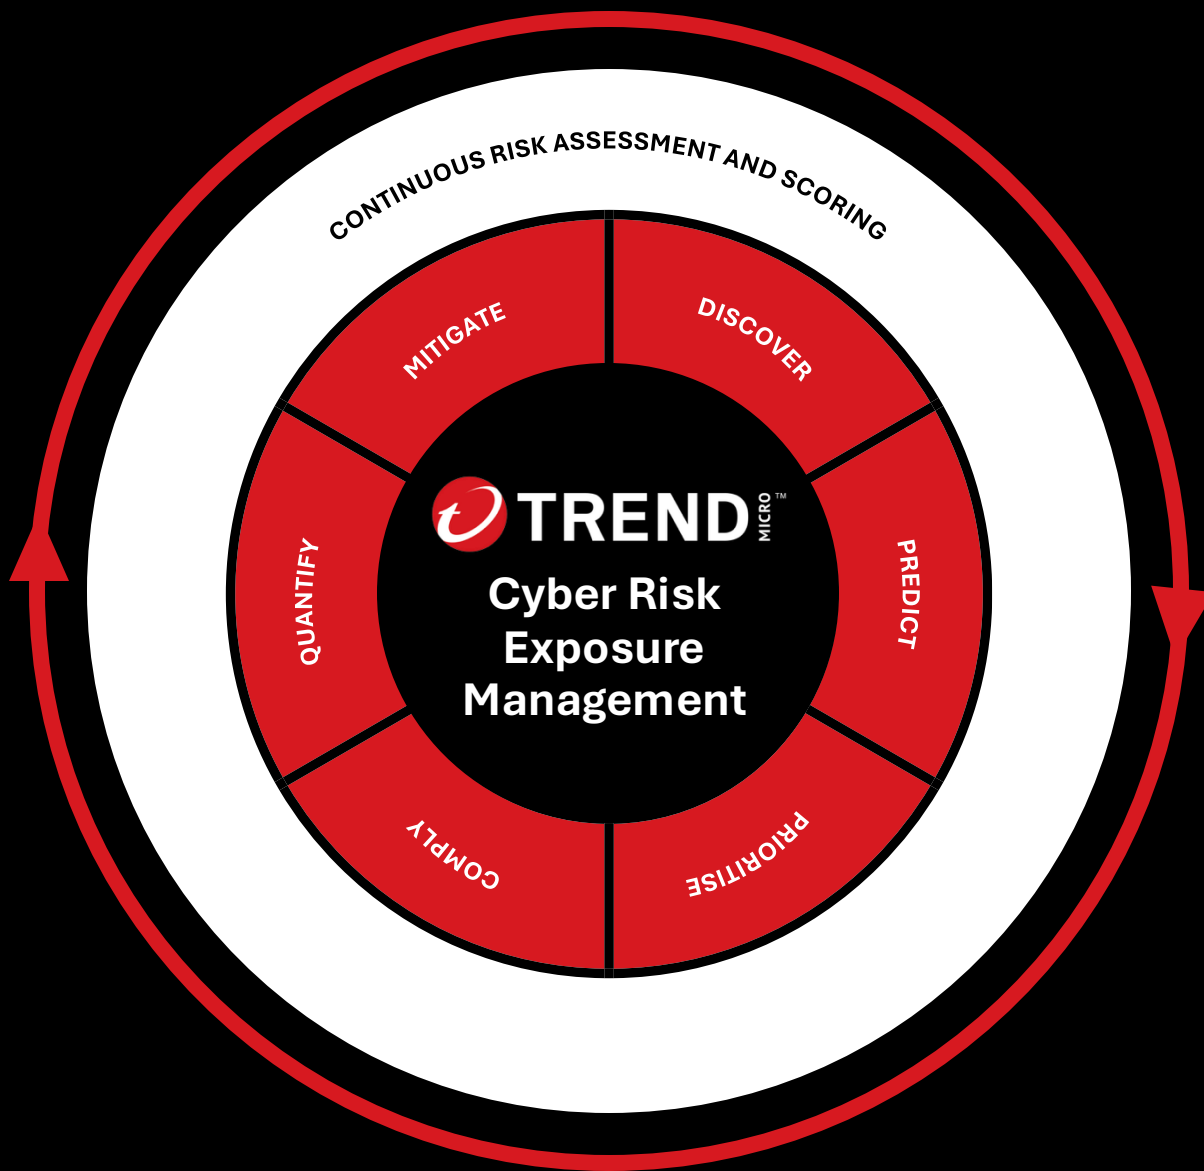 CONTINUOUS RISK ASSESSMENT AND SCORING
DISCOVER
PREDICT
PRIORITISE
COMPLY
QUANTIFY
MITIGATE
TREND MICRO™
Cyber Risk
Exposure
Management